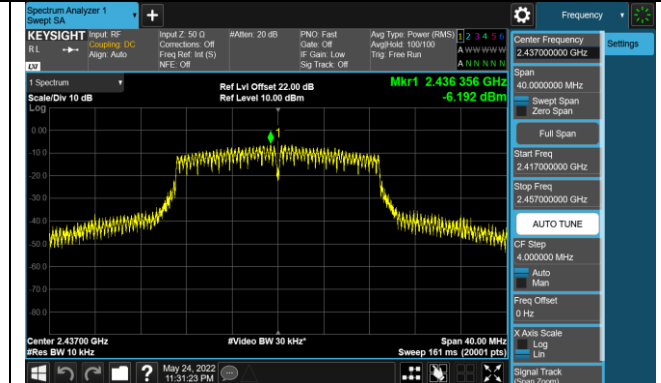 Spectrum Analyzer 1
Swept SA
+
Frequency
KEYSIGHT
RL
LXI
Input: RF
Coupling: DC
Align: Auto
Input Z: 50 Ω
Corrections: Off
Freq Ref: Int (S)
NFE: Off
#Atten: 20 dB
PNO: Fast
Gate: Off
IF Gain: Low
Sig Track: Off
Avg Type: Power (RMS)
Avg|Hold: 100/100
Trig: Free Run
1 2 3 4 5 6
A W W W W W
A N N N N N
1 Spectrum
Scale/Div 10 dB
Log
Ref Lvl Offset 22.00 dB
Ref Level 10.00 dBm
Mkr1 2.436 356 GHz
-6.192 dBm
1
0.00
-10.0
-20.0
-30.0
-40.0
-50.0
-60.0
-70.0
-80.0
Center 2.43700 GHz
#Res BW 10 kHz
#Video BW 30 kHz*
Span 40.00 MHz
Sweep 161 ms (20001 pts)
May 24, 2022
11:31:23 PM
?
Center Frequency
2.437000000 GHz
Settings
Span
40.0000000 MHz
Swept Span
Zero Span
Full Span
Start Freq
2.417000000 GHz
Stop Freq
2.457000000 GHz
AUTO TUNE
CF Step
4.000000 MHz
Auto
Man
Freq Offset
0 Hz
X Axis Scale
Log
Lin
Signal Track
(Span Zoom)